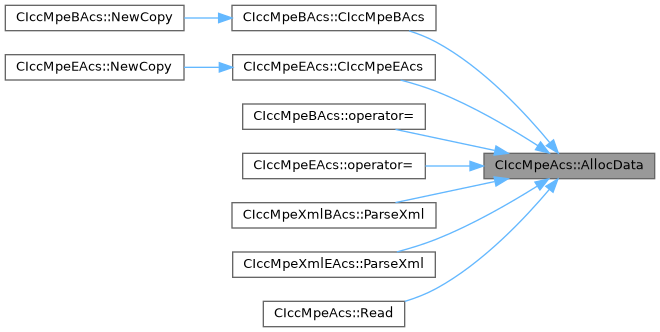 CIccMpeBAcs::NewCopy
CIccMpeBAcs::CIccMpeBAcs
CIccMpeEAcs::NewCopy
CIccMpeEAcs::CIccMpeEAcs
CIccMpeBAcs::operator=
CIccMpeEAcs::operator=
CIccMpeAcs::AllocData
CIccMpeXmlBAcs::ParseXml
CIccMpeXmlEAcs::ParseXml
CIccMpeAcs::Read